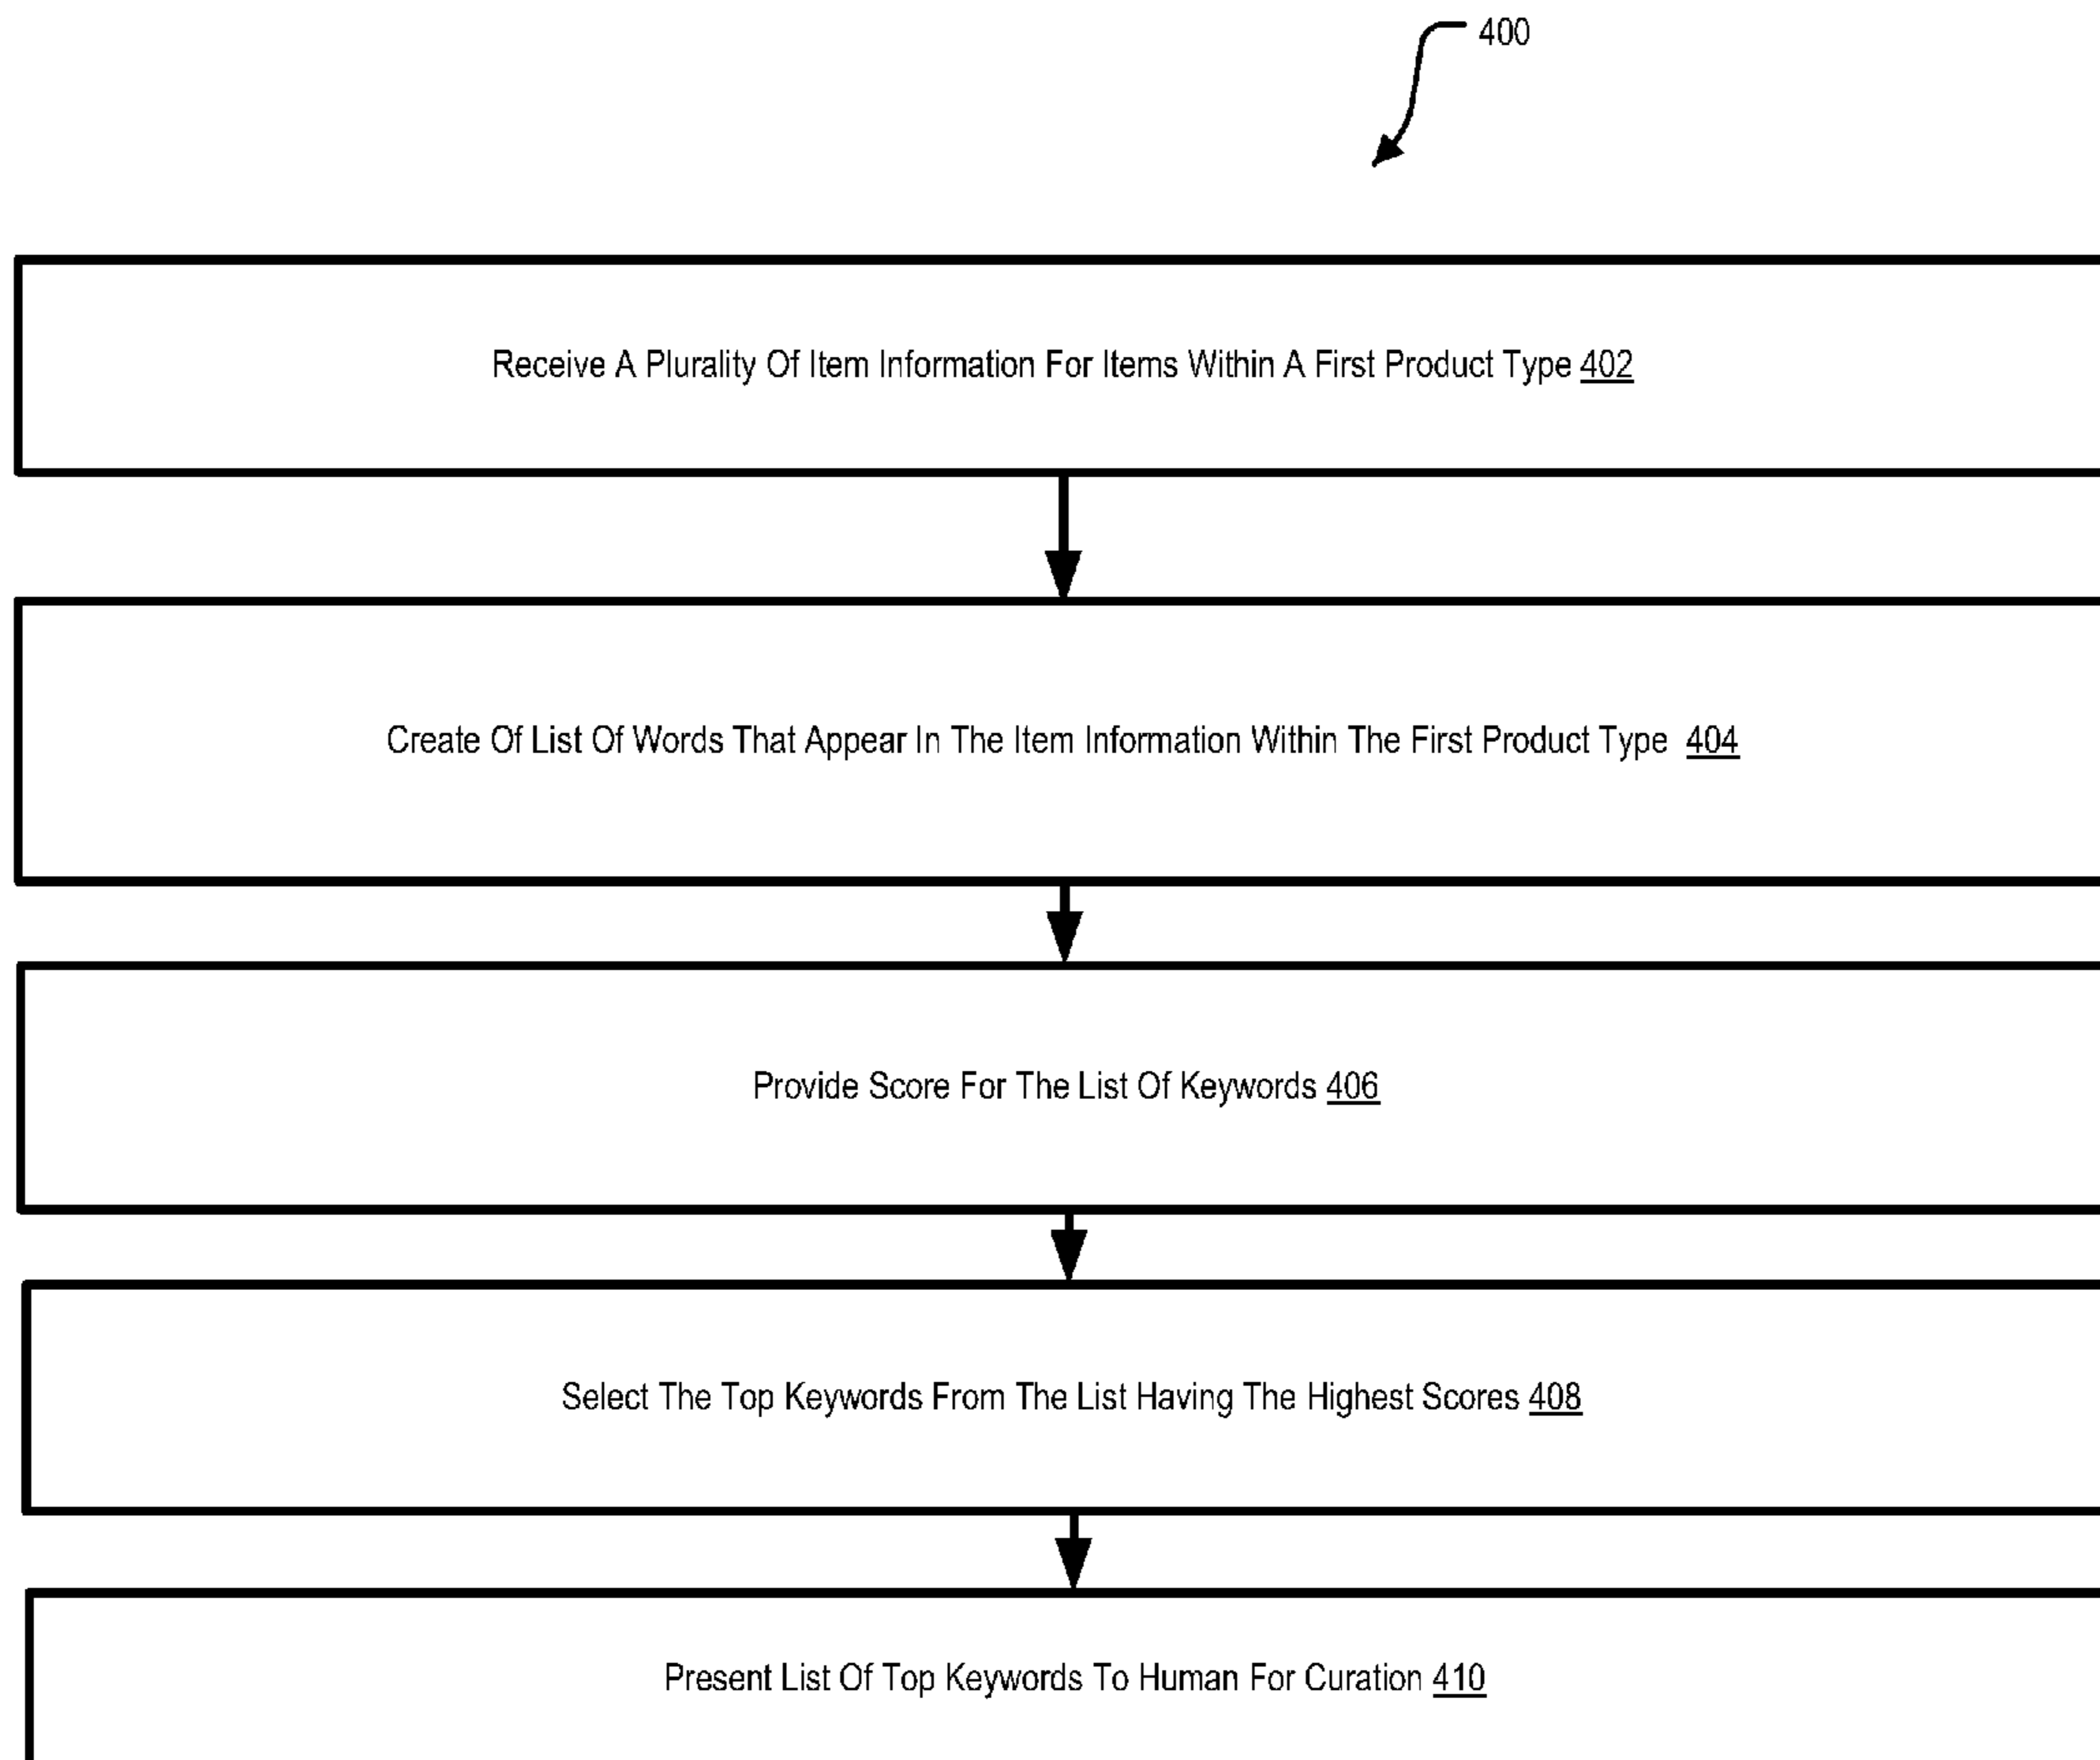 400
Receive A Plurality Of Item Information For Items Within A First Product Type 402
Create Of List Of Words That Appear In The Item Information Within The First Product Type 404
Provide Score For The List Of Keywords 406
Select The Top Keywords From The List Having The Highest Scores 408
Present List Of Top Keywords To Human For Curation 410